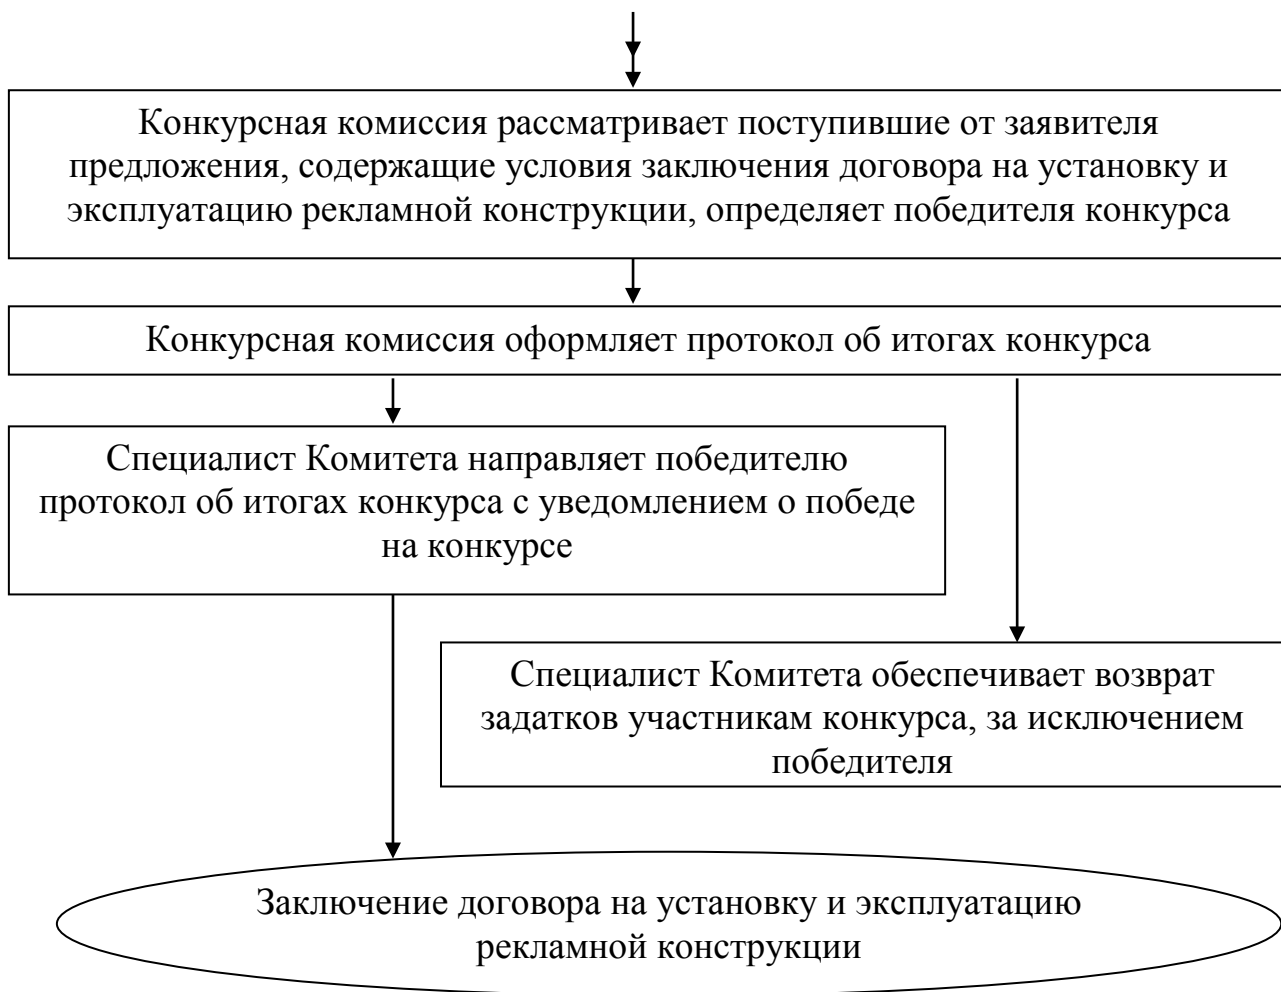 Конкурсная комиссия рассматривает поступившие от заявителя
предложения, содержащие условия заключения договора на установку и
эксплуатацию рекламной конструкции, определяет победителя конкурса
Конкурсная комиссия оформляет протокол об итогах конкурса
Специалист Комитета направляет победителю
протокол об итогах конкурса с уведомлением о победе
на конкурсе
Специалист Комитета обеспечивает возврат
задатков участникам конкурса, за исключением
победителя
Заключение договора на установку и эксплуатацию
рекламной конструкции